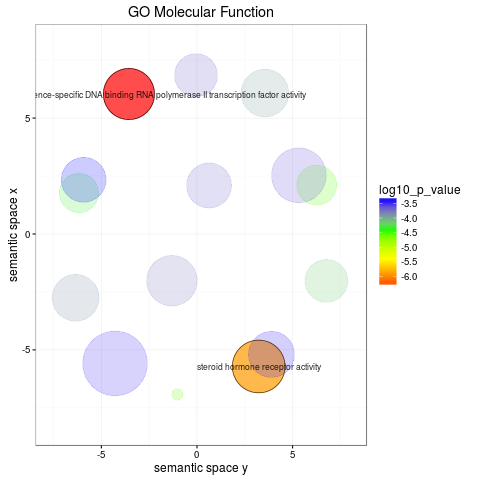 GO Molecular Function
ence-specific DNA binding RNA polymerase II transcription factor activity
steroid hormone receptor activity
5
0
-5
-5
0
5
semantic space x
semantic space y
log10_p_value
-3.5
-4.0
-4.5
-5.0
-5.5
-6.0